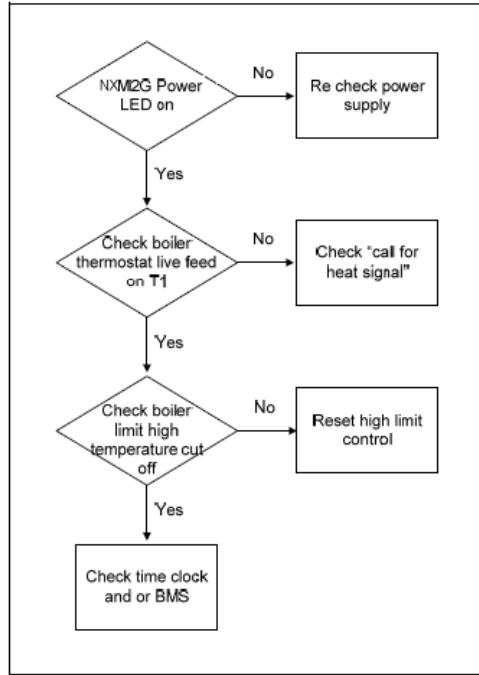 NXM2G Power
LED on
No
Re check power
supply
Yes
Check boiler
thermostat live feed
on T1
No
Check "call for
heat signal"
Yes
Check boiler
limit high
temperature cut
off
No
Reset high limit
control
Yes
Check time clock
and or BMS